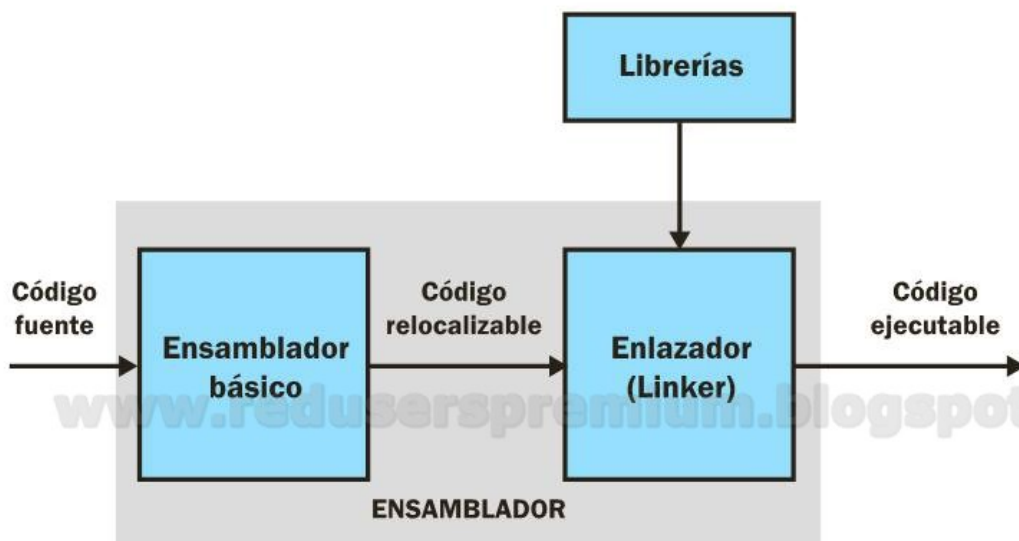 Librerías
Código
fuente
Ensamblador
básico
Código
relocalizable
Enlazador
(Linker)
Código
ejecutable
www.reduserspremium.blogspot
ENSAMBLADOR